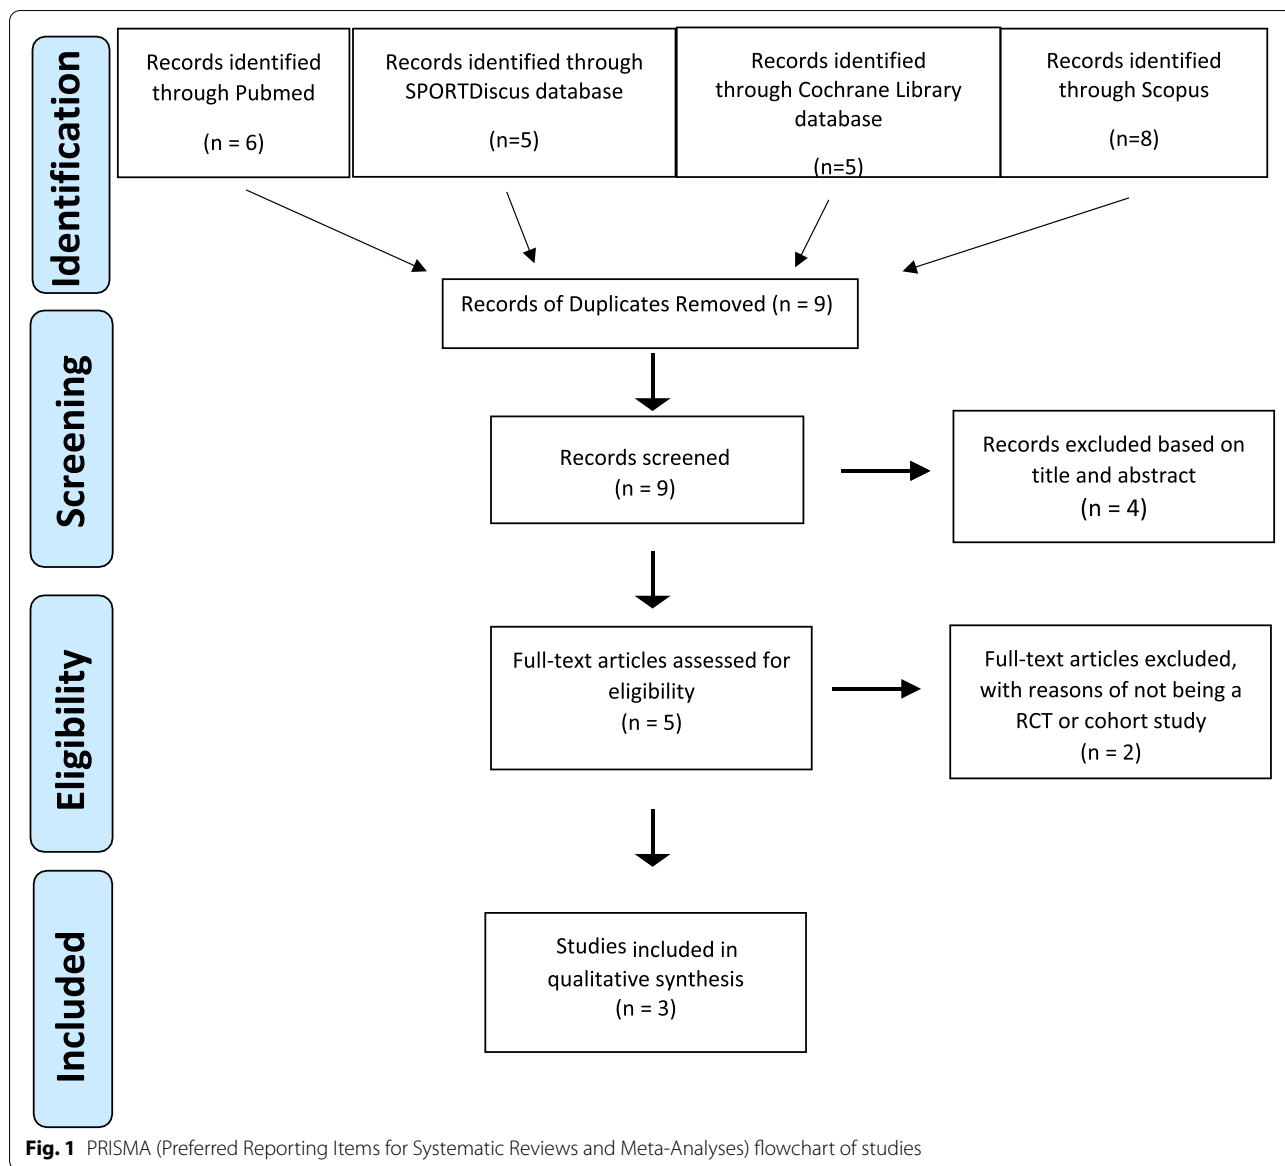 Identification
Records identified
through Pubmed
(n = 6)
Records identified through
SPORTDiscus database
(n=5)
Records identified
through Cochrane Library
database
(n=5)
Records identified
through Scopus
(n=8)
Records of Duplicates Removed (n = 9)
Screening
Records screened
(n = 9)
Records excluded based on
title and abstract
(n = 4)
Eligibility
Full-text articles assessed for
eligibility
(n = 5)
Full-text articles excluded,
with reasons of not being a
RCT or cohort study
(n = 2)
Included
Studies included in
qualitative synthesis
(n = 3)
Fig. 1 PRISMA (Preferred Reporting Items for Systematic Reviews and Meta-Analyses) flowchart of studies